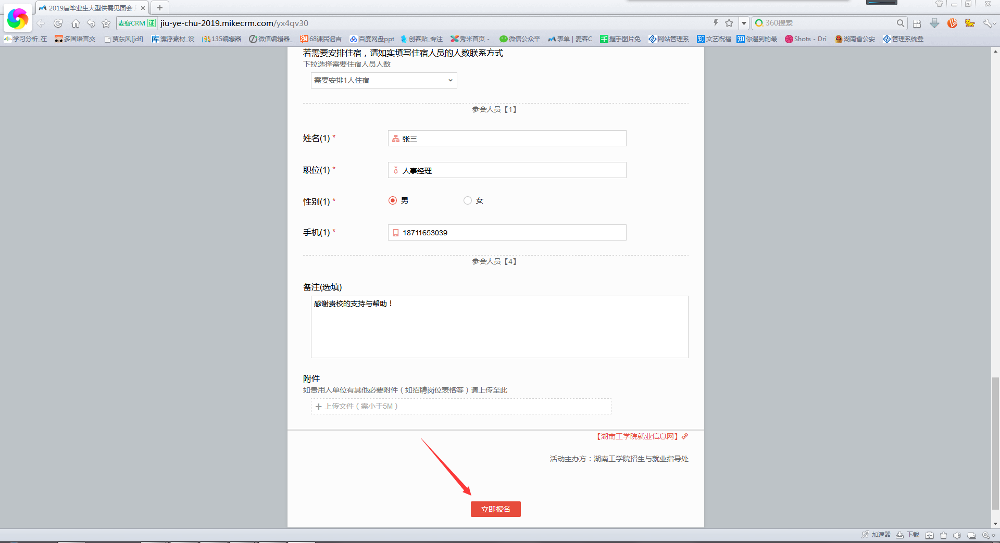 2019届毕业生大型供需见面会
麦客CRM 证 jiu-ye-chu-2019.mikecrm.com/yx4qv30
360搜索
学习分析_在 多国语言交 贾东风[jdf] 库 漂浮素材_设 135编辑器 微信编辑器_ 淘 68课民谣吉 百度网盘ppt 创客贴_专注 秀米首页 - 微信公众平 表单 | 麦客C 千 握手图片免 网站管理系 知 文艺祝福 知 你遇到的最 Shots - Dri 湖南省公安 管理系统登
若需要安排住宿，请如实填写住宿人员的人数联系方式
下拉选择需要住宿人员人数
需要安排1人住宿
参会人员【1】
姓名(1) * 张三
职位(1) * 人事经理
性别(1) * 男 女
手机(1) * 18711653039
参会人员【4】
备注(选填)
感谢贵校的支持与帮助！
附件
如贵用人单位有其他必要附件（如招聘岗位表格等）请上传至此
+ 上传文件（需小于5M）
【湖南工学院就业信息网】
活动主办方：湖南工学院招生与就业指导处
立即报名
加速器 下载